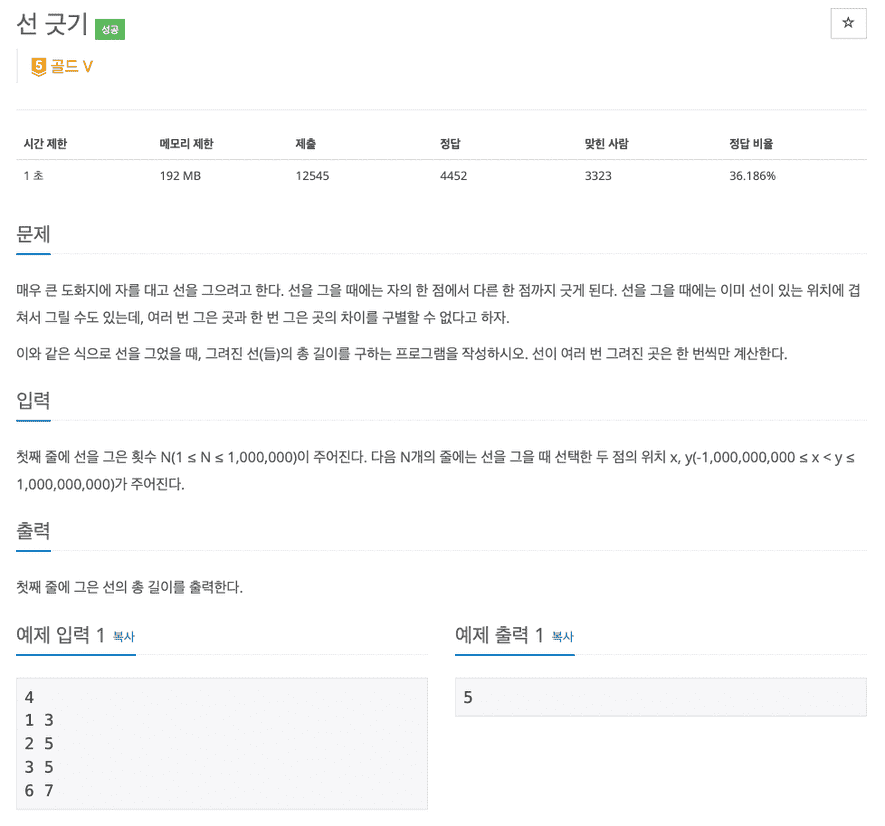 선 긋기 성공
☆
5 골드 V
시간 제한 메모리 제한 제출 정답 맞힌 사람 정답 비율
1 초 192 MB 12545 4452 3323 36.186%
문제
매우 큰 도화지에 자를 대고 선을 그으려고 한다. 선을 그을 때에는 자의 한 점에서 다른 한 점까지 긋게 된다. 선을 그을 때에는 이미 선이 있는 위치에 겹
쳐서 그릴 수도 있는데, 여러 번 그은 곳과 한 번 그은 곳의 차이를 구별할 수 없다고 하자.
이와 같은 식으로 선을 그었을 때, 그려진 선(들)의 총 길이를 구하는 프로그램을 작성하시오. 선이 여러 번 그려진 곳은 한 번씩만 계산한다.
입력
첫째 줄에 선을 그은 횟수 N(1 ≤ N ≤ 1,000,000)이 주어진다. 다음 N개의 줄에는 선을 그을 때 선택한 두 점의 위치 x, y(-1,000,000,000 ≤ x < y ≤
1,000,000,000)가 주어진다.
출력
첫째 줄에 그은 선의 총 길이를 출력한다.
예제 입력 1 복사
4
1 3
2 5
3 5
6 7
예제 출력 1 복사
5